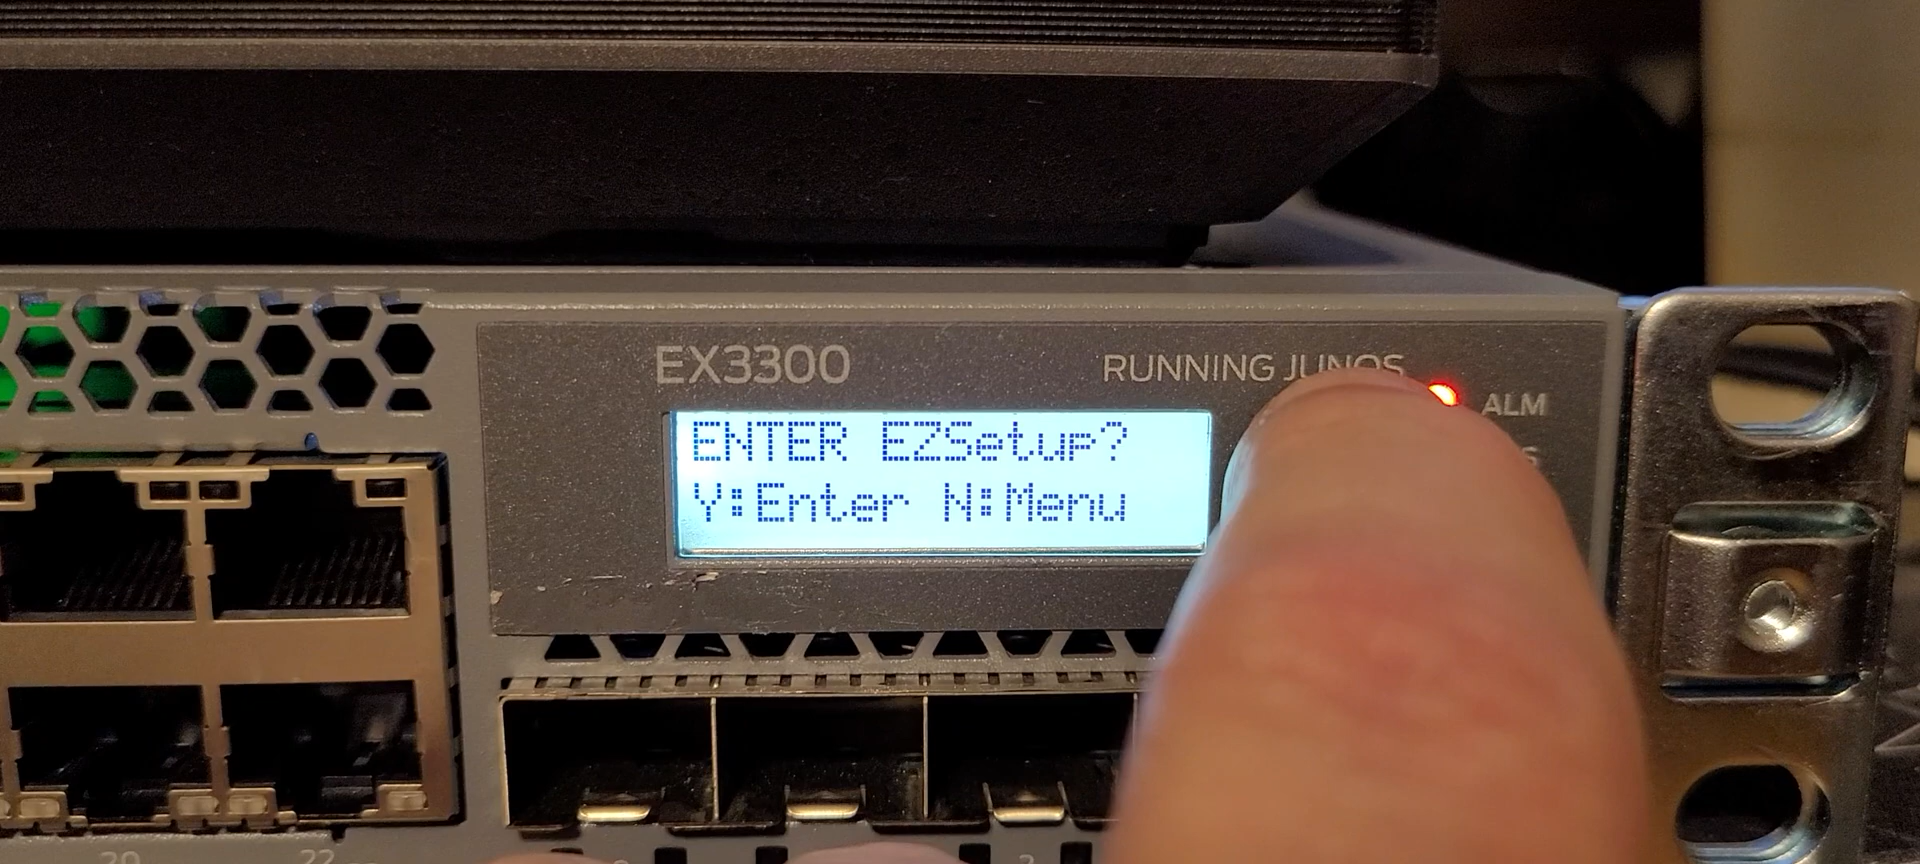 EX3300
RUNNING JUNOS
ALM
ENTER EZSetup?
Y:Enter N:Menu
20
22